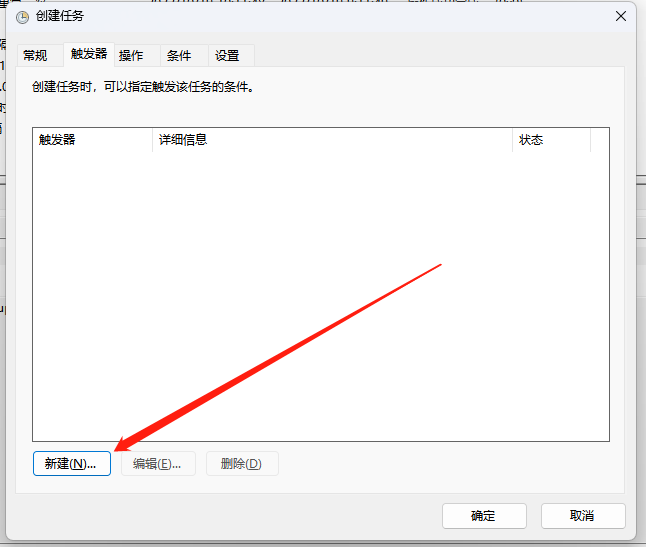 创建任务
常规 触发器 操作 条件 设置
创建任务时，可以指定触发该任务的条件。
触发器 详细信息 状态
新建(N)... 编辑(E)... 删除(D)
确定 取消